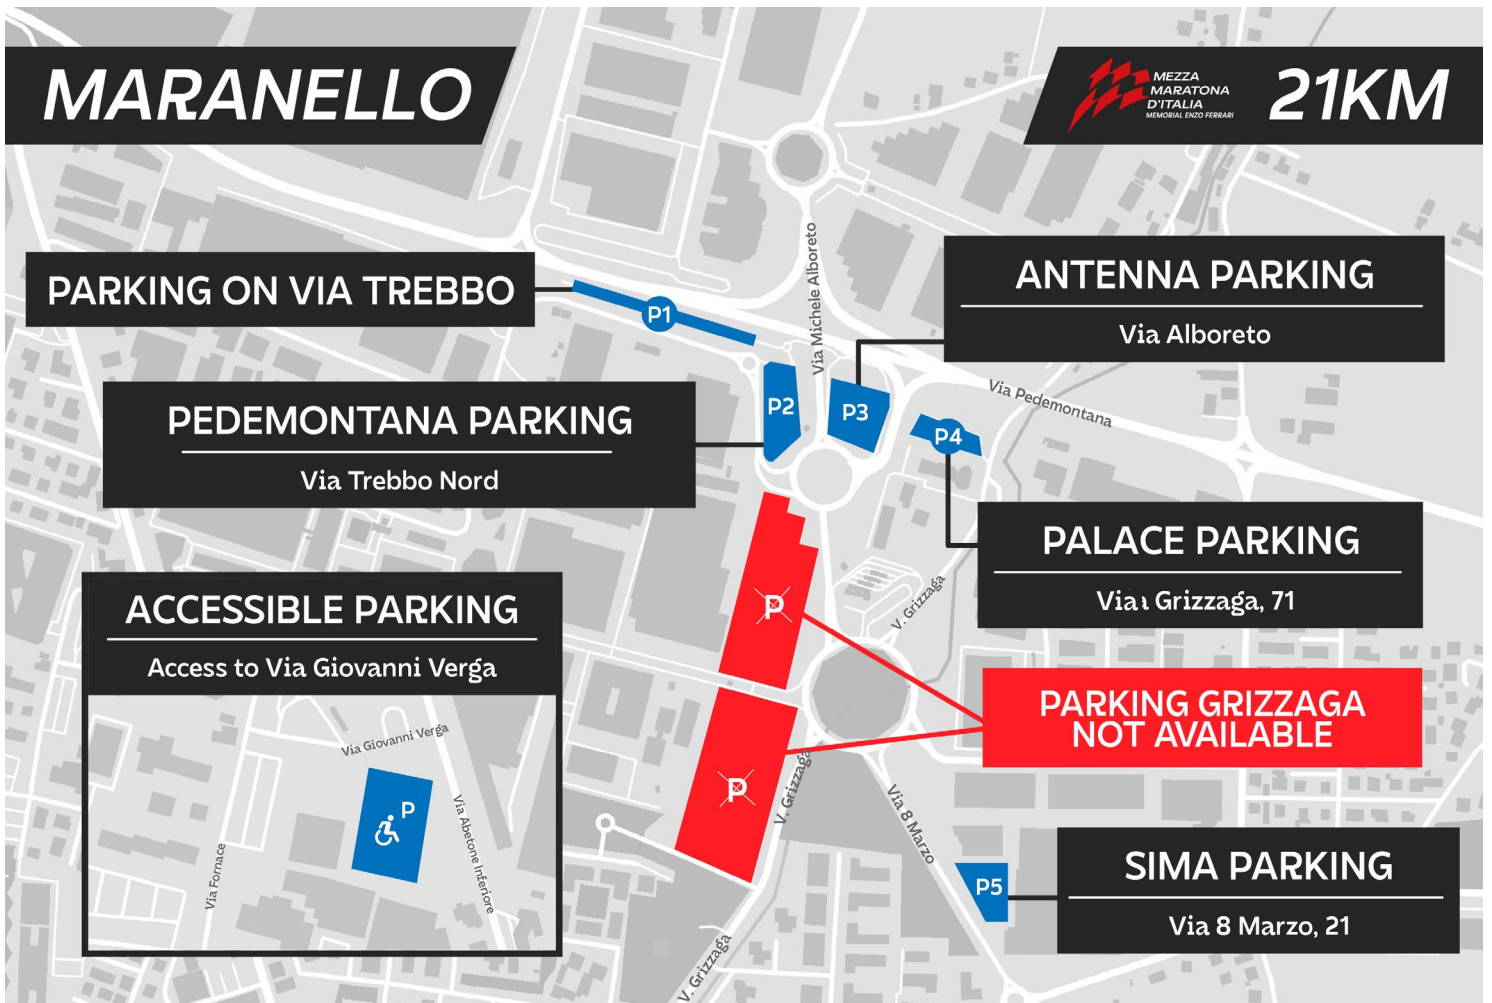 MARANELLO
MEZZA
MARATONA
D'ITALIA
MEMORIAL ENZO FERRARI
21KM
PARKING ON VIA TREBBO
P1
Via Michele Alboreto
ANTENNA PARKING
Via Alboreto
PEDEMONTANA PARKING
Via Trebbo Nord
P2
P3
P4
Via Pedemontana
PALACE PARKING
Via Grizzaga, 71
V. Grizzaga
P
PARKING GRIZZAGA
NOT AVAILABLE
P
V. Grizzaga
Via 8 Marzo
V. Grizzaga
P5
SIMA PARKING
Via 8 Marzo, 21
ACCESSIBLE PARKING
Access to Via Giovanni Verga
Via Giovanni Verga
P
Via Fornace
Via Abetone Inferiore